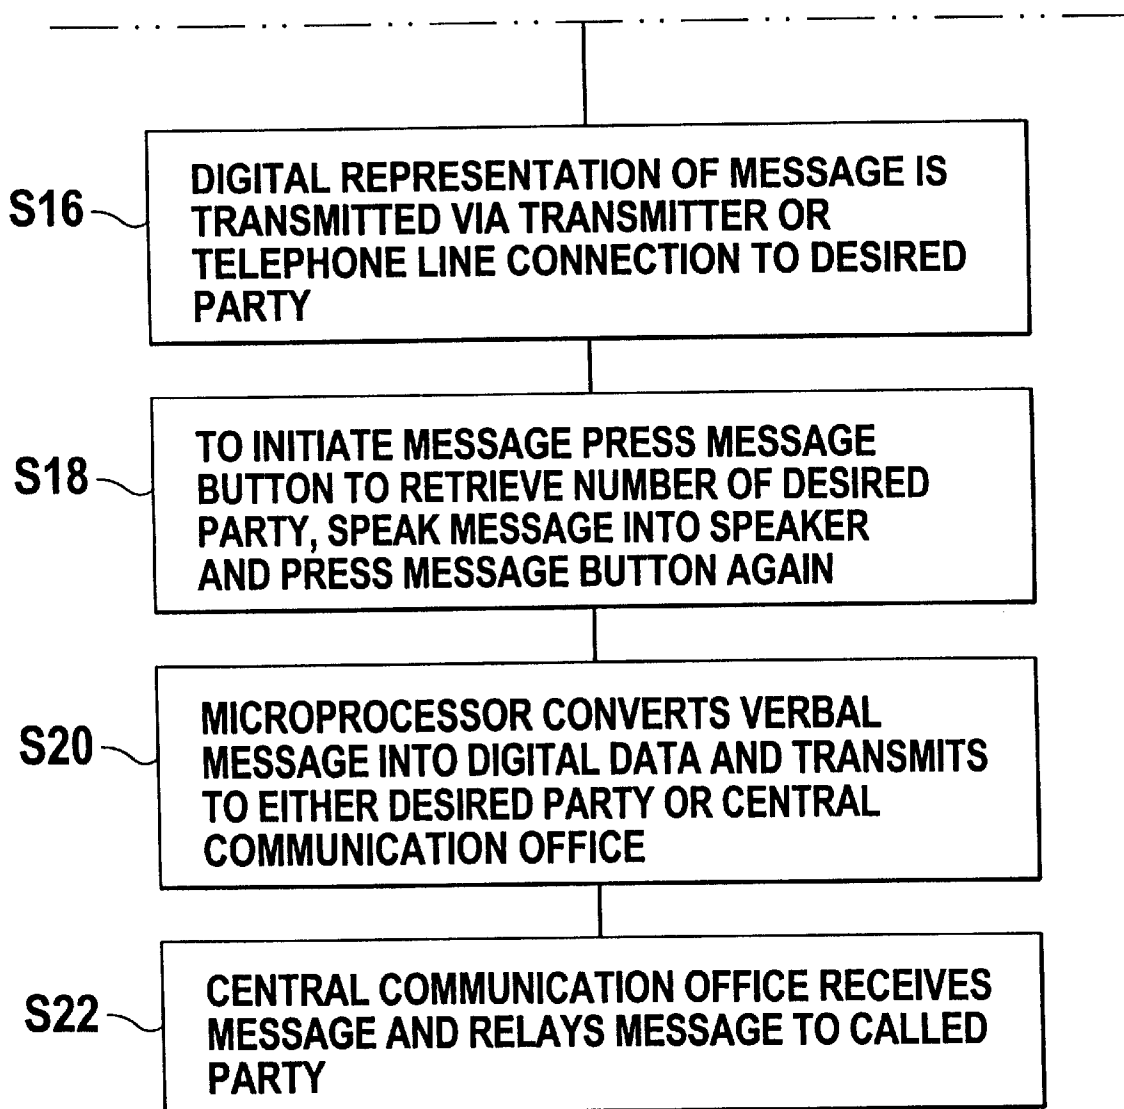 S16
DIGITAL REPRESENTATION OF MESSAGE IS
TRANSMITTED VIA TRANSMITTER OR
TELEPHONE LINE CONNECTION TO DESIRED
PARTY
S18
TO INITIATE MESSAGE PRESS MESSAGE
BUTTON TO RETRIEVE NUMBER OF DESIRED
PARTY, SPEAK MESSAGE INTO SPEAKER
AND PRESS MESSAGE BUTTON AGAIN
S20
MICROPROCESSOR CONVERTS VERBAL
MESSAGE INTO DIGITAL DATA AND TRANSMITS
TO EITHER DESIRED PARTY OR CENTRAL
COMMUNICATION OFFICE
S22
CENTRAL COMMUNICATION OFFICE RECEIVES
MESSAGE AND RELAYS MESSAGE TO CALLED
PARTY